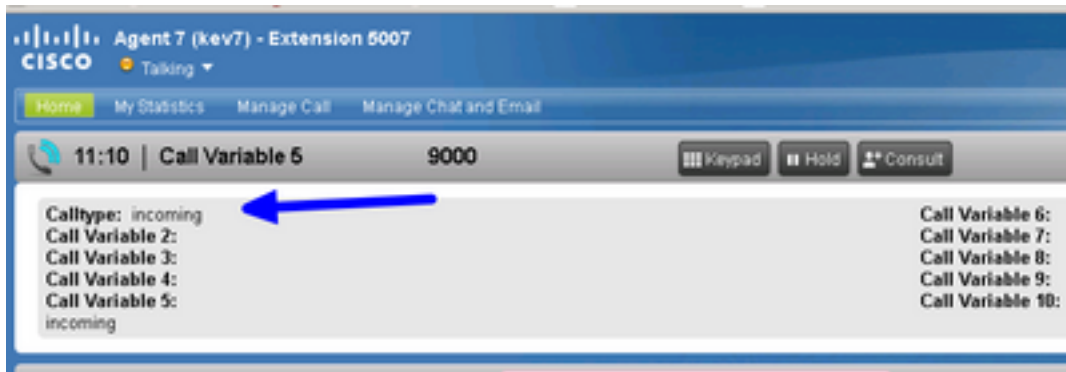 Agent 7 (kev7) - Extension 5007
CISCO
Talking
Home My Statistics Manage Call Manage Chat and Email
11:10 | Call Variable 5 9000 Keypad Hold Consult
Calltype: incoming
Call Variable 2:
Call Variable 3:
Call Variable 4:
Call Variable 5:
incoming
Call Variable 6:
Call Variable 7:
Call Variable 8:
Call Variable 9:
Call Variable 10: